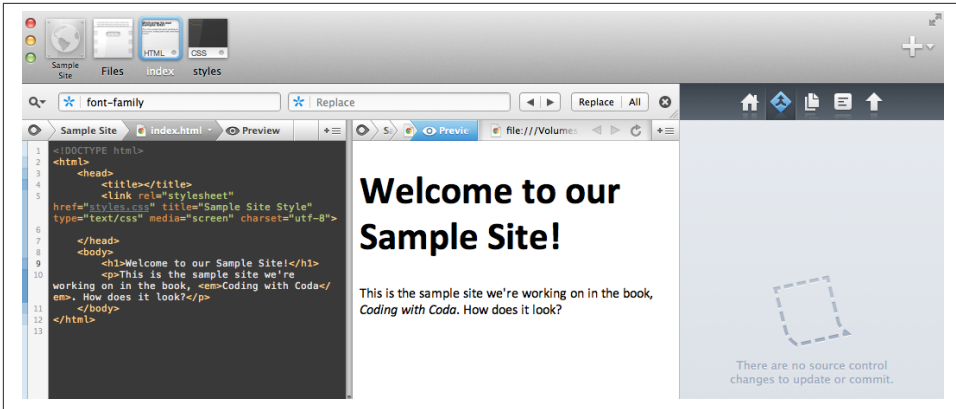 HTML
CSS
Sample
Site
Files
index
styles
font-family
Replace
Replace
All
Sample Site
index.html
Preview
S
Previe
file:///Volumes
1
<!DOCTYPE html>
2
<html>
3
<head>
4
<title></title>
5
<link rel="stylesheet"
href="styles.css" title="Sample Site Style"
type="text/css" media="screen" charset="utf-8">
6
7
</head>
8
<body>
9
<h1>Welcome to our Sample Site!</h1>
10
<p>This is the sample site we're
working on in the book, <em>Coding with Coda</
em>. How does it look?</p>
11
</body>
12
</html>
13
Welcome to our
Sample Site!
This is the sample site we're working on in the book,
Coding with Coda. How does it look?
There are no source control
changes to update or commit.